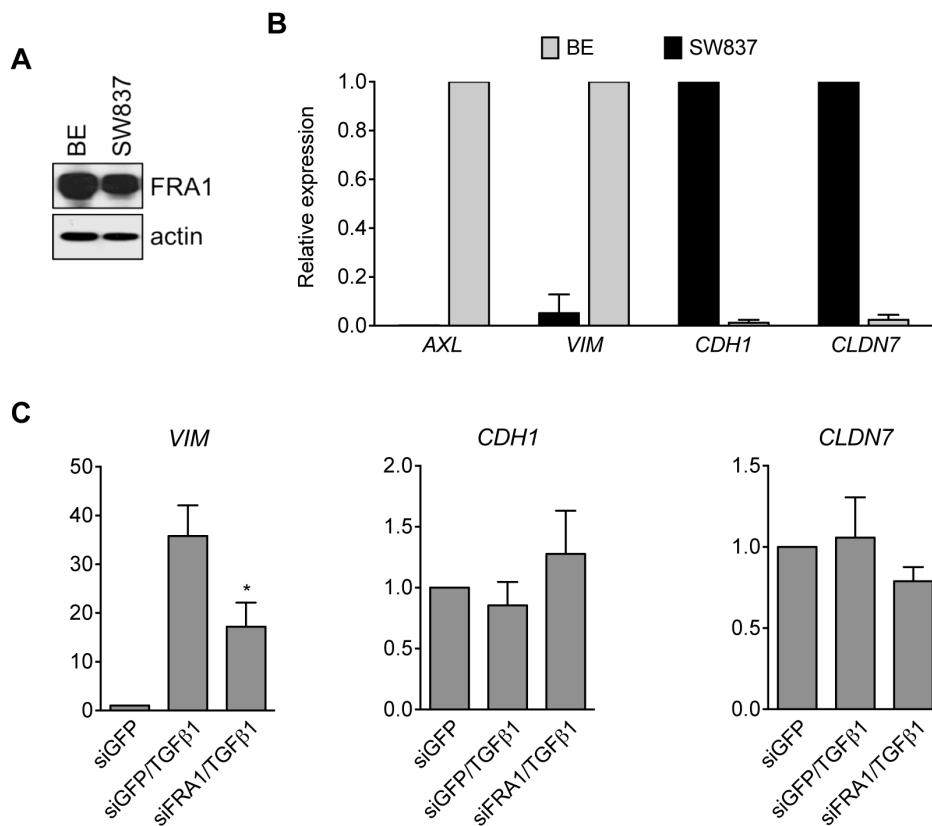 A
BE
SW837
FRA1
actin
B
BE
SW837
Relative expression
1.0
0.8
0.6
0.4
0.2
0.0
AXL
VIM
CDH1
CLDN7
C
VIM
50
40
30
20
10
0
*
siGFP
siGFP/TGFβ1
siFRA1/TGFβ1
CDH1
2.0
1.5
1.0
0.5
0.0
siGFP
siGFP/TGFβ1
siFRA1/TGFβ1
CLDN7
1.5
1.0
0.5
0.0
siGFP
siGFP/TGFβ1
siFRA1/TGFβ1